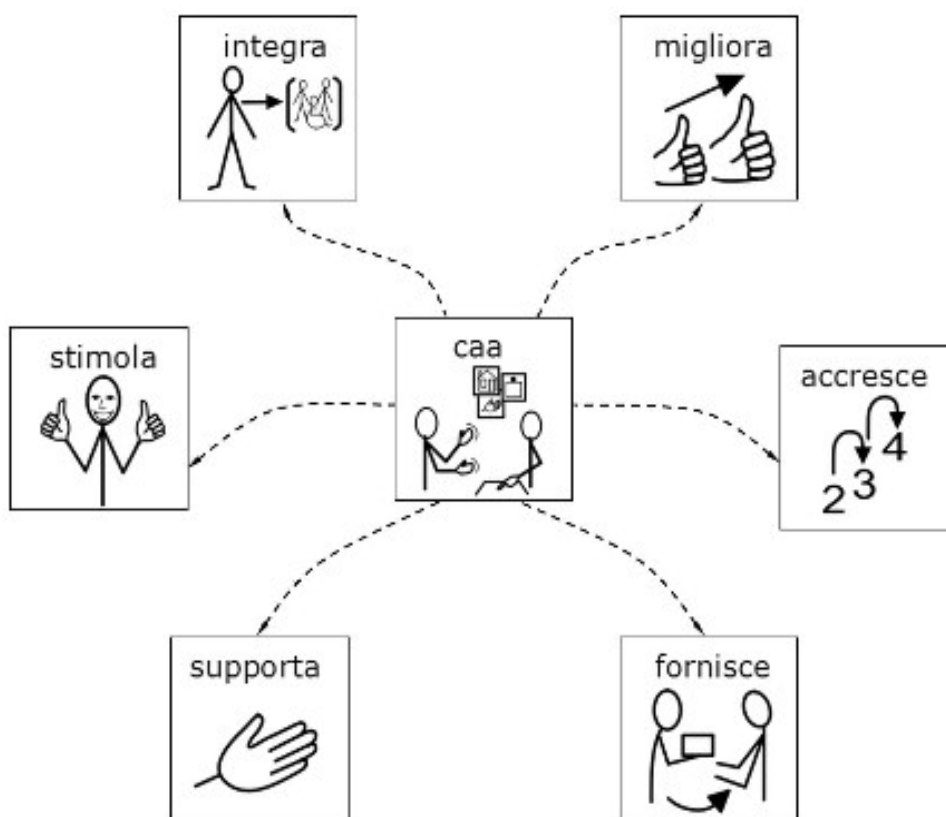 integra
migliora
stimola
caa
accresce
2 3 4
supporta
fornisce